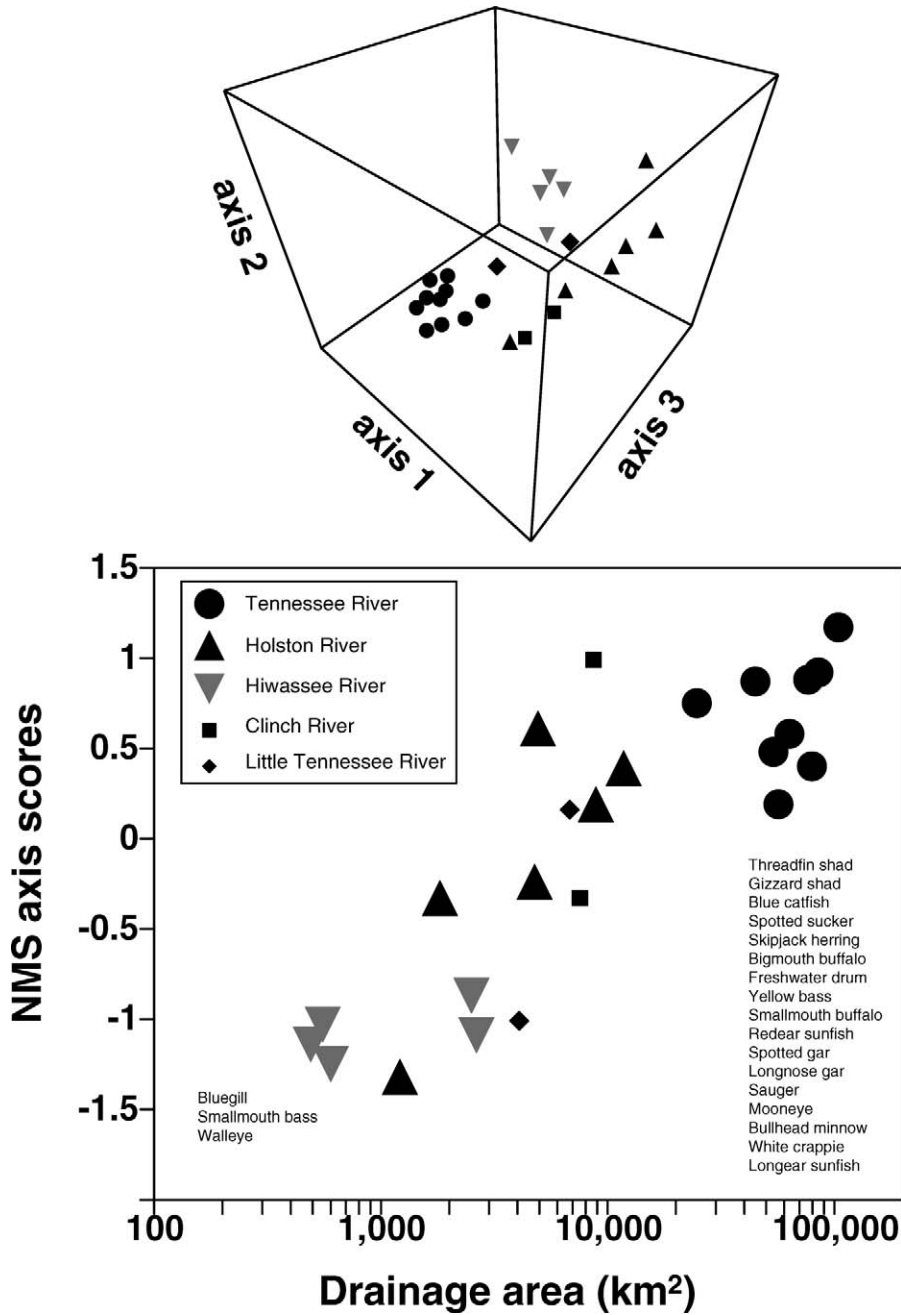 axis 2
axis 1
axis 3
1.5
1
0.5
0
-0.5
-1
-1.5
NMS axis scores
Tennessee River
Holston River
Hiwassee River
Clinch River
Little Tennessee River
Threadfin shad
Gizzard shad
Blue catfish
Spotted sucker
Skipjack herring
Bigmouth buffalo
Freshwater drum
Yellow bass
Smallmouth buffalo
Redear sunfish
Spotted gar
Longnose gar
Sauger
Mooneye
Bullhead minnow
White crappie
Longear sunfish
Bluegill
Smallmouth bass
Walleye
100 1,000 10,000 100,000
Drainage area (km²)